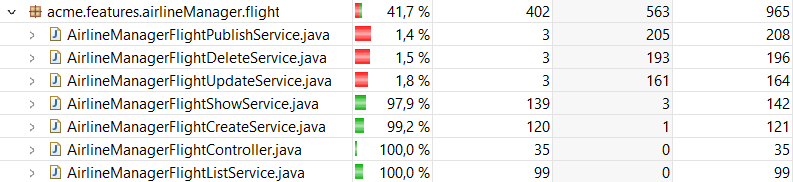 acme.features.airlineManager.flight 41,7 % 402 563 965
AirlineManagerFlightPublishService.java 1,4 % 3 205 208
AirlineManagerFlightDeleteService.java 1,5 % 3 193 196
AirlineManagerFlightUpdateService.java 1,8 % 3 161 164
AirlineManagerFlightShowService.java 97,9 % 139 3 142
AirlineManagerFlightCreateService.java 99,2 % 120 1 121
AirlineManagerFlightController.java 100,0 % 35 0 35
AirlineManagerFlightListService.java 100,0 % 99 0 99